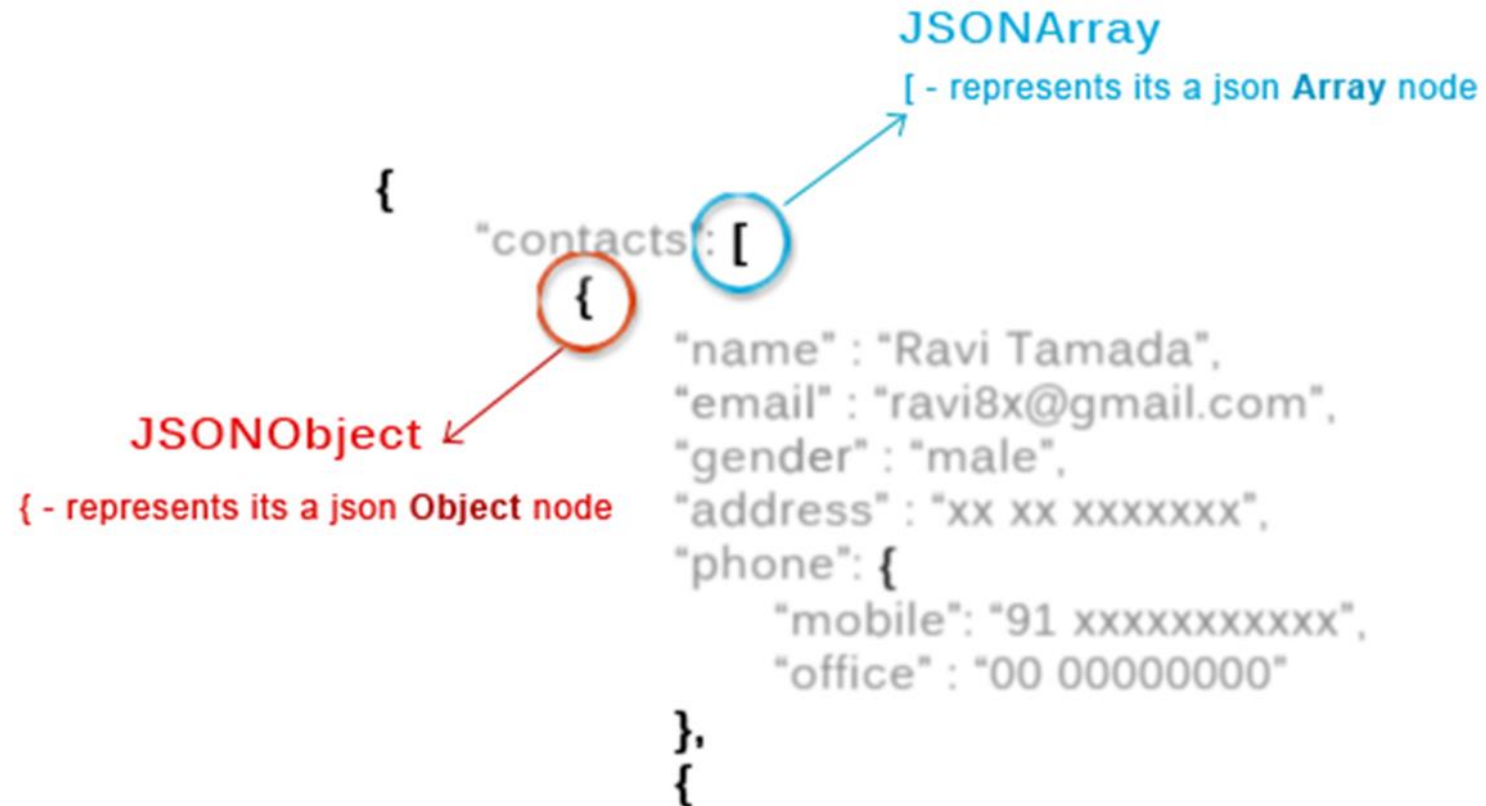 JSONArray
[ - represents its a json Array node
{
“contacts”: [
{
“name” : “Ravi Tamada”,
“email” : “ravi8x@gmail.com”,
JSONObject
“gender” : “male”,
{ - represents its a json Object node
“address” : “xx xx xxxxxxx”,
“phone”: {
“mobile”: “91 xxxxxxxxxxx”,
“office” : “00 00000000”
},
{